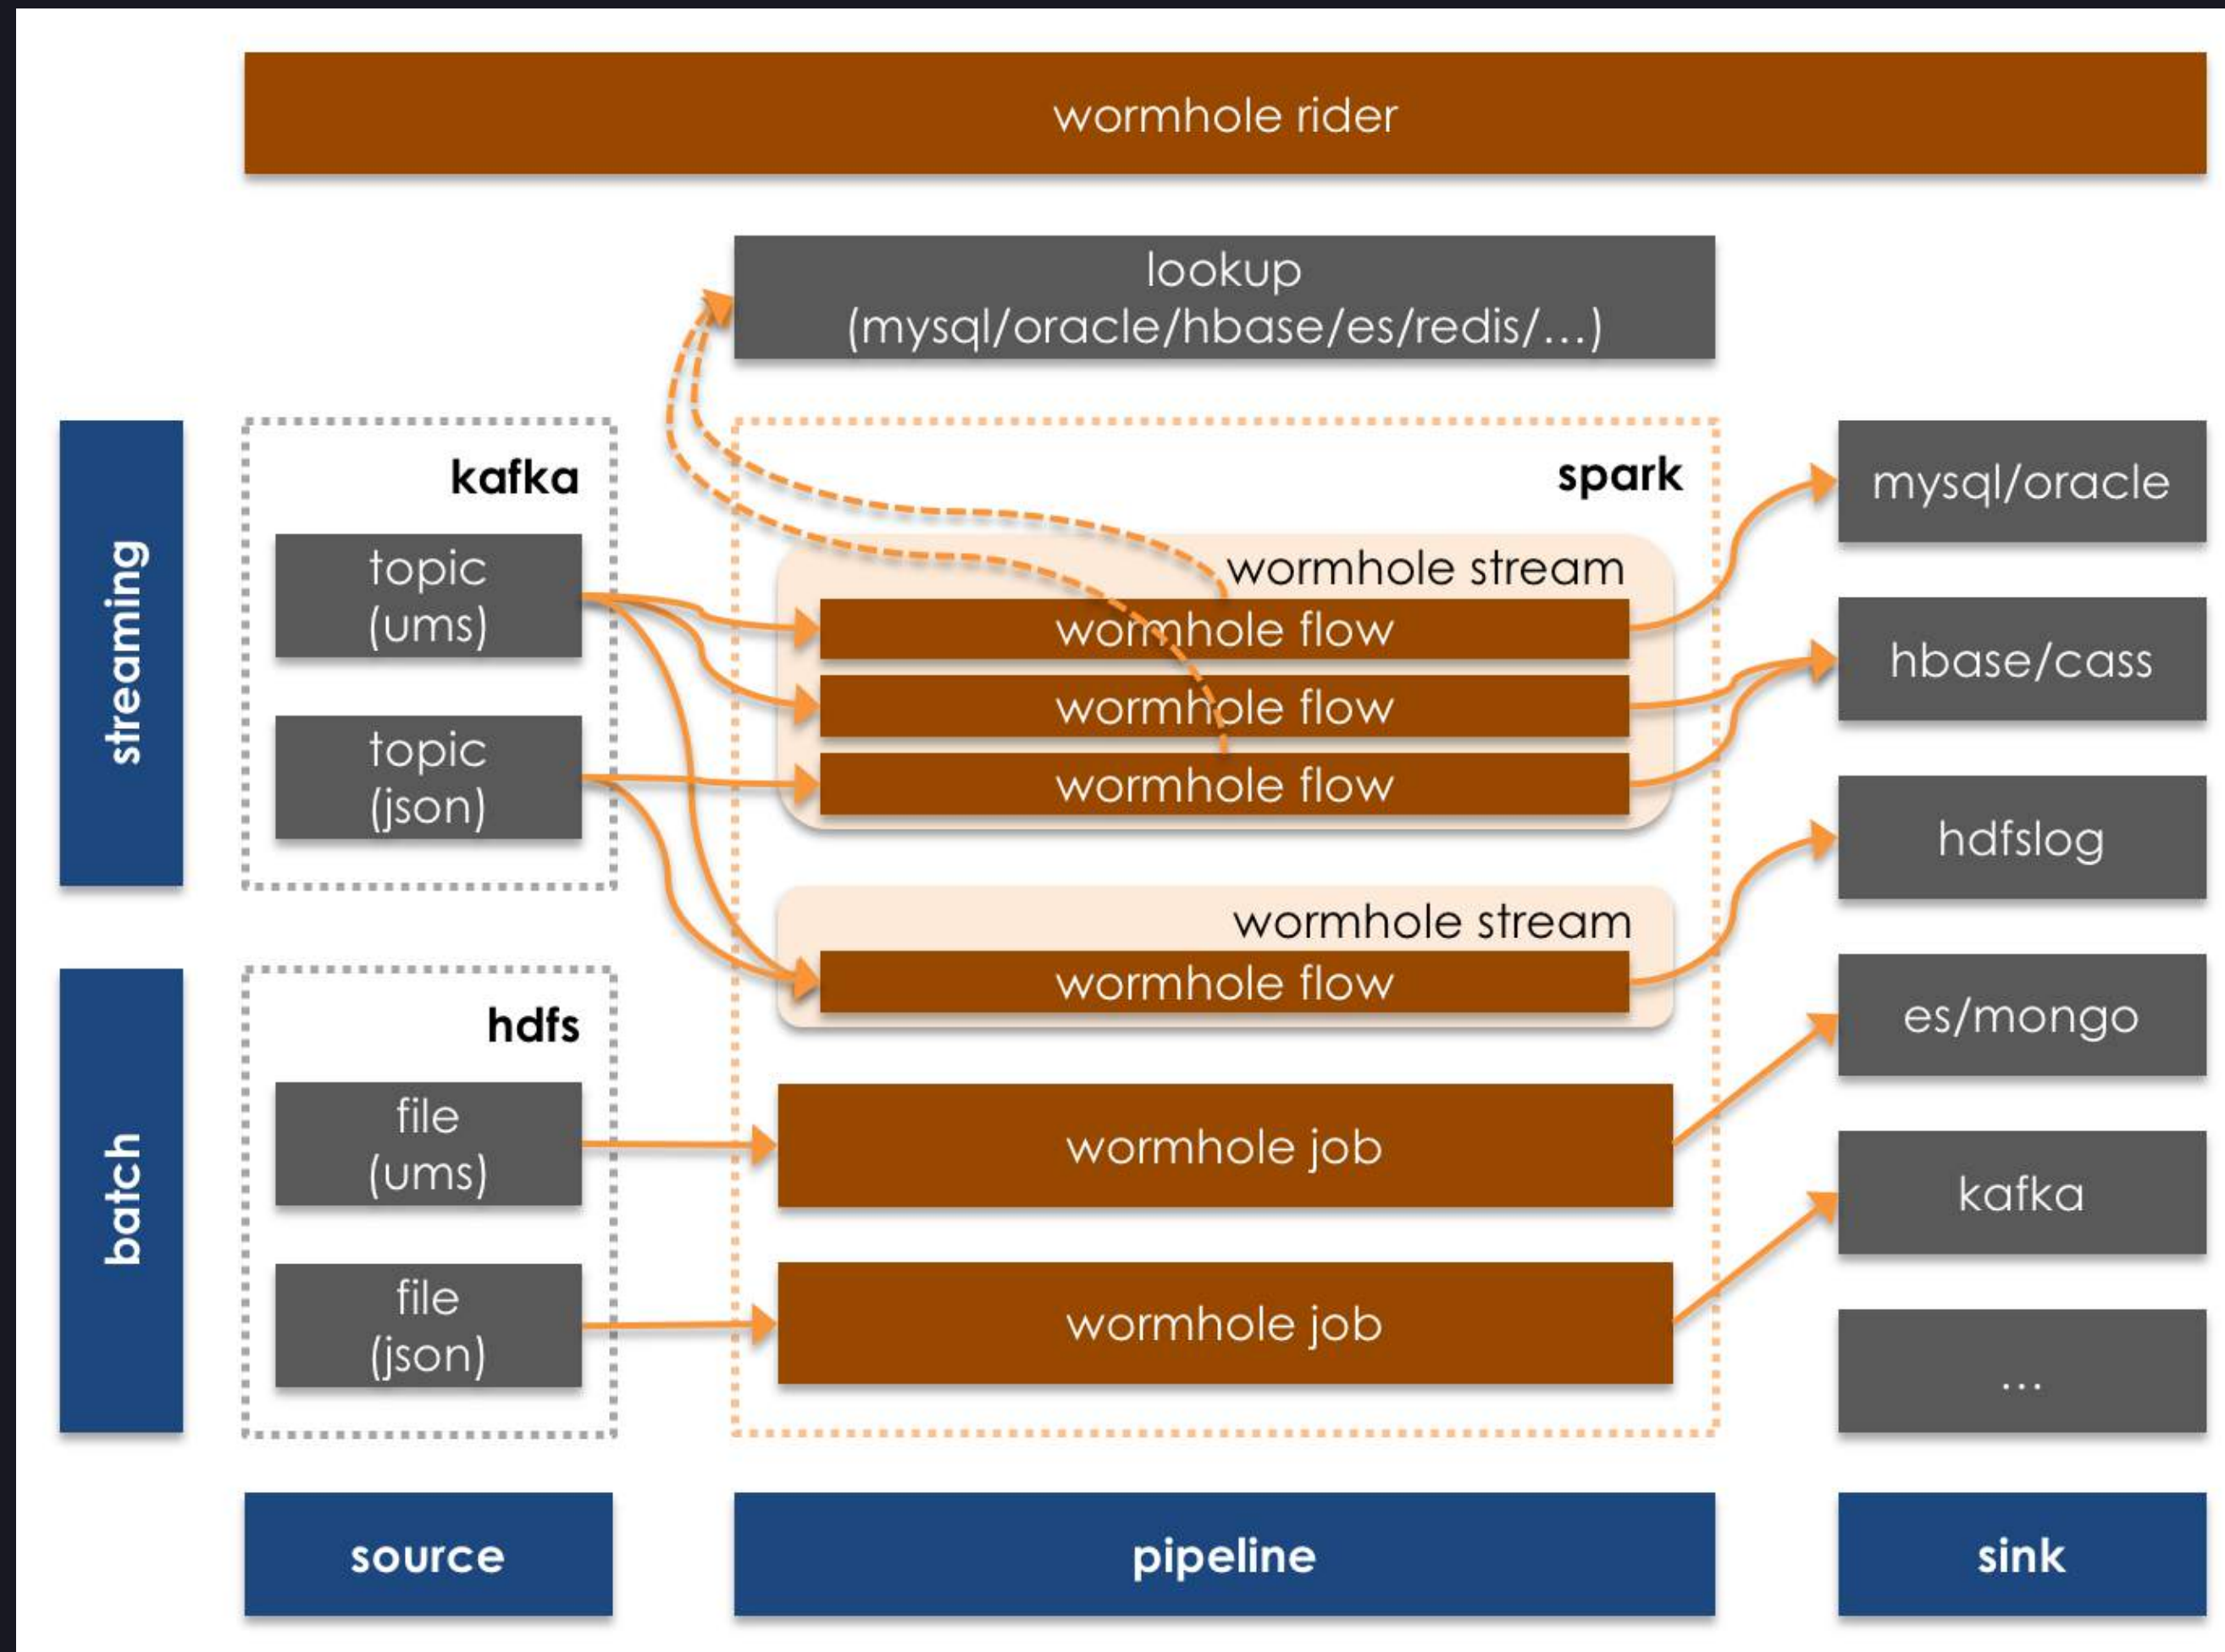 wormhole rider
lookup
(mysql/oracle/hbase/es/redis/...)
streaming
kafka
topic
(ums)
topic
(json)
spark
wormhole stream
wormhole flow
wormhole flow
wormhole flow
wormhole stream
wormhole flow
mysql/oracle
hbase/cass
hdfslog
batch
hdfs
file
(ums)
file
(json)
wormhole job
wormhole job
es/mongo
kafka
...
source
pipeline
sink